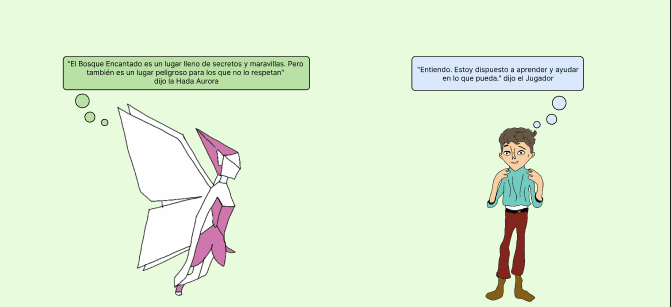 "El Bosque Encantado es un lugar lleno de secretos y maravillas. Pero
también es un lugar peligroso para los que no lo respetan"
dijo la Hada Aurora
"Entiendo. Estoy dispuesto a aprender y ayudar
en lo que pueda." dijo el Jugador